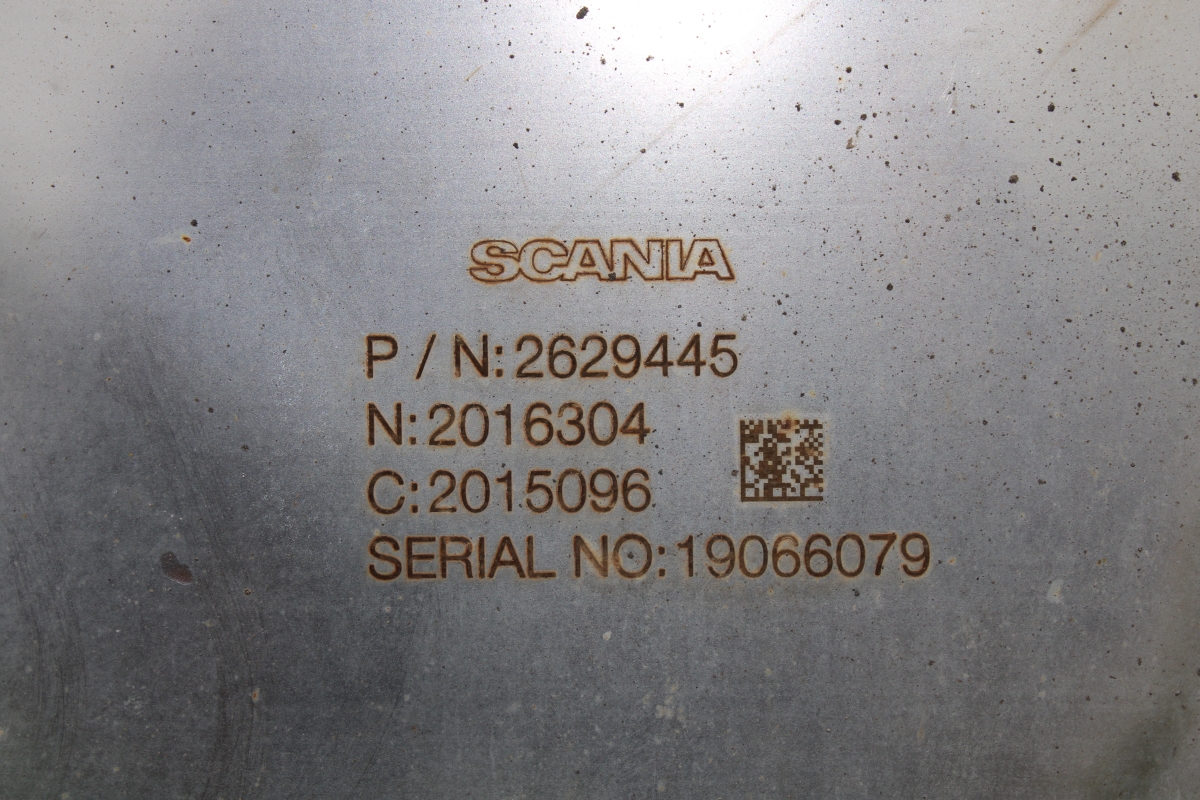 SCANIA
P / N: 2629445
N: 2016304
C: 2015096
SERIAL NO: 19066079